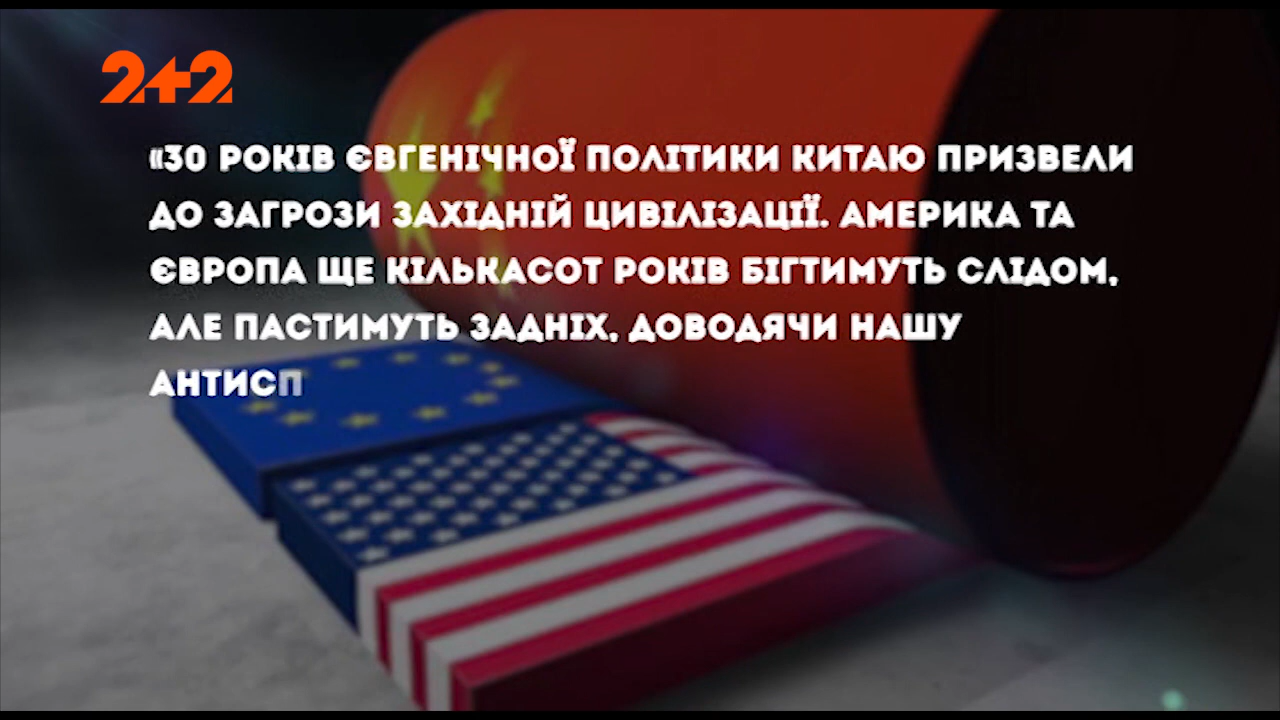 2+2
«30 РОКІВ ЄВГЕНІЧНОЇ ПОЛІТИКИ КИТАЮ ПРИЗВЕЛИ
ДО ЗАГРОЗИ ЗАХІДНІЙ ЦИВІЛІЗАЦІЇ. АМЕРИКА ТА
ЄВРОПА ЩЕ КІЛЬКАСОТ РОКІВ БІГТИМУТЬ СЛІДОМ,
АЛЕ ПАСТИМУТЬ ЗАДНІХ, ДОВОДЯЧИ НАШУ
АНТИСП